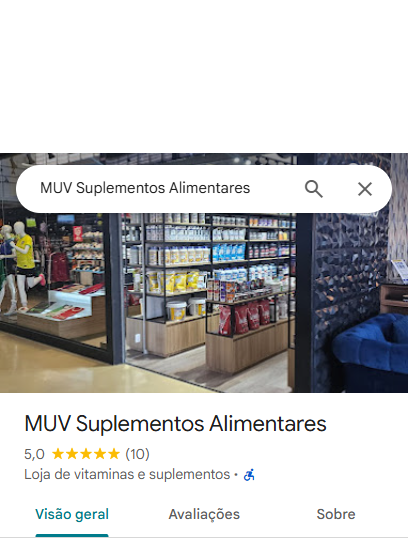 MUV Suplementos Alimentares
MUV Suplementos Alimentares
5,0 (10)
Loja de vitaminas e suplementos ·
Visão geral Avaliações Sobre